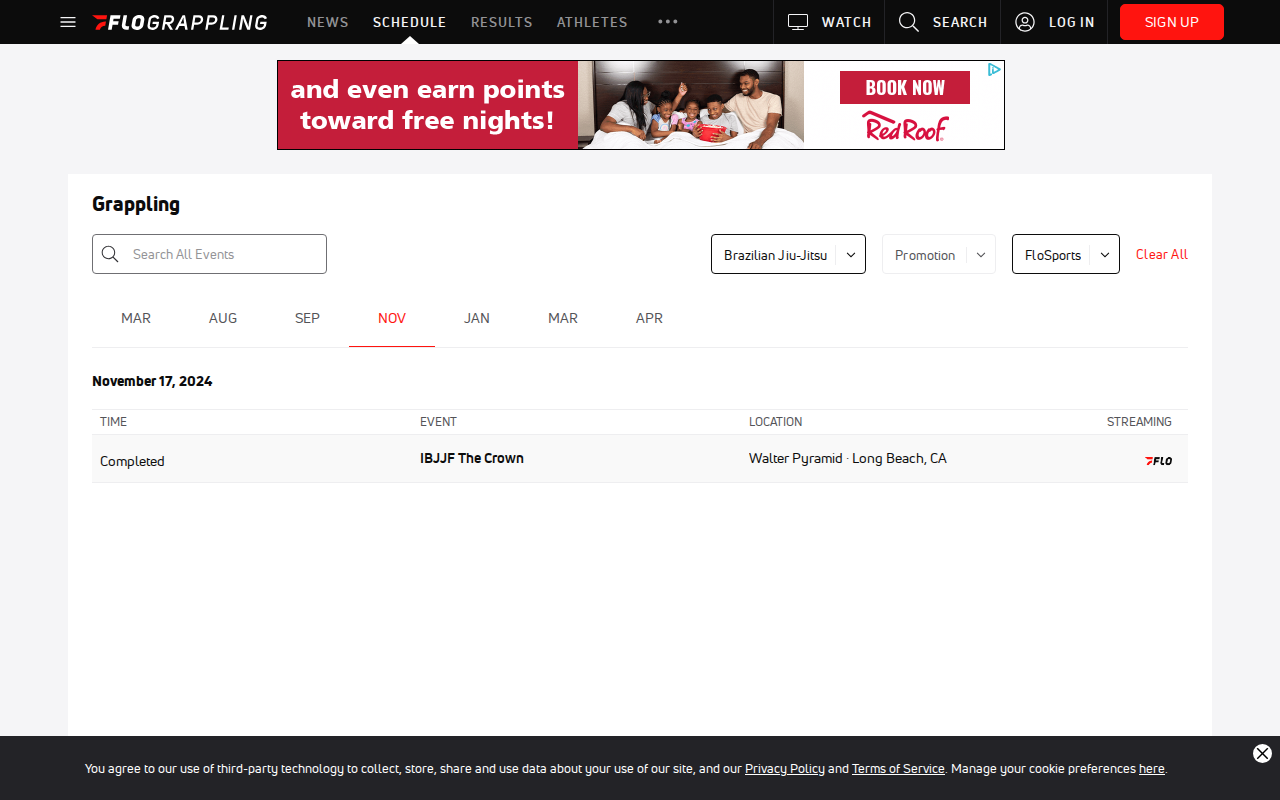 FLOGRAPPLING
NEWS
SCHEDULE
RESULTS
ATHLETES
WATCH
SEARCH
LOG IN
SIGN UP
and even earn points
toward free nights!
BOOK NOW
Red Roof
Grappling
Search All Events
Brazilian Jiu-Jitsu
Promotion
FloSports
Clear All
MAR
AUG
SEP
NOV
JAN
MAR
APR
November 17, 2024
TIME
EVENT
LOCATION
STREAMING
Completed
IBJJF The Crown
Walter Pyramid · Long Beach, CA
FLO
You agree to our use of third-party technology to collect, store, share and use data about your use of our site, and our Privacy Policy and Terms of Service. Manage your cookie preferences here.